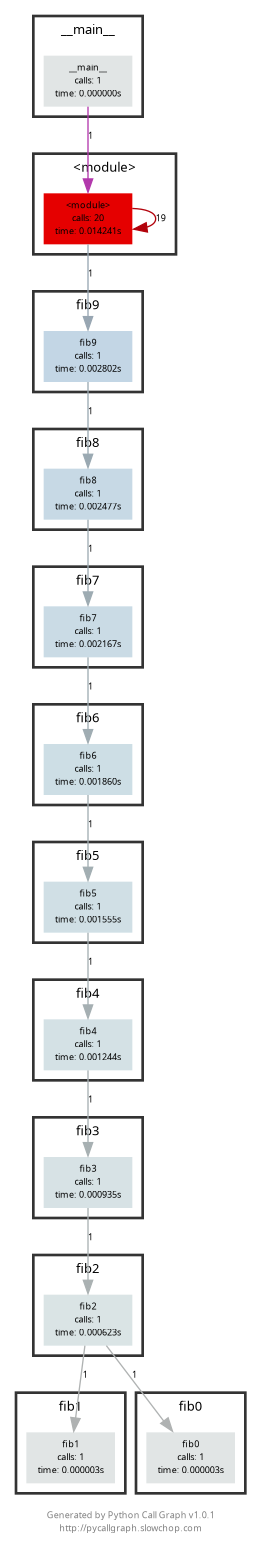 __main__
__main__
calls: 1
time: 0.000000s
1
<module>
<module>
calls: 20
time: 0.014241s
19
1
fib9
fib9
calls: 1
time: 0.002802s
1
fib8
fib8
calls: 1
time: 0.002477s
1
fib7
fib7
calls: 1
time: 0.002167s
1
fib6
fib6
calls: 1
time: 0.001860s
1
fib5
fib5
calls: 1
time: 0.001555s
1
fib4
fib4
calls: 1
time: 0.001244s
1
fib3
fib3
calls: 1
time: 0.000935s
1
fib2
fib2
calls: 1
time: 0.000623s
1
1
fib1
fib1
calls: 1
time: 0.000003s
fib0
fib0
calls: 1
time: 0.000003s
Generated by Python Call Graph v1.0.1
http://pycallgraph.slowchop.com